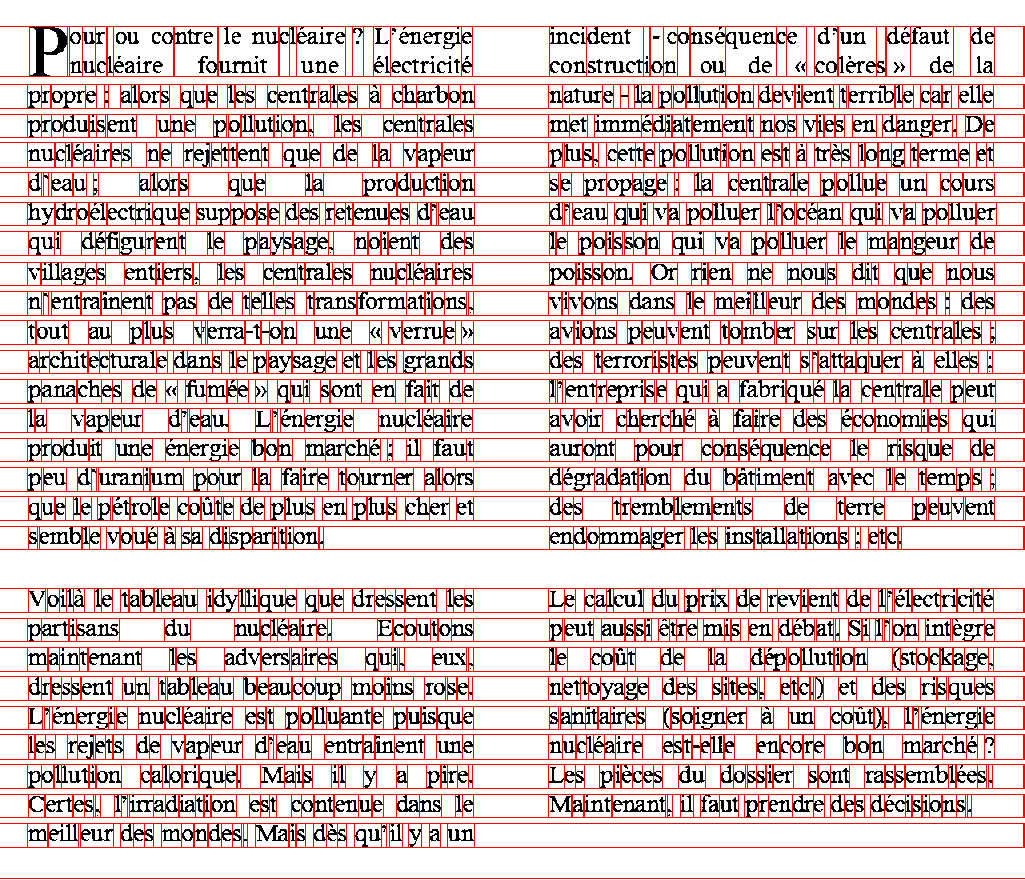 Pour ou contre le nucléaire ? L'énergie
nucléaire fournit une électricité
propre : alors que les centrales à charbon
produisent une pollution, les centrales
nucléaires ne rejettent que de la vapeur
d'eau ; alors que la production
hydroélectrique suppose des retenues d'eau
qui défigurent le paysage, noient des
villages entiers, les centrales nucléaires
n'entraînent pas de telles transformations,
tout au plus verra-t-on une « verrue »
architecturale dans le paysage et les grands
panaches de « fumée » qui sont en fait de
la vapeur d'eau. L'énergie nucléaire
produit une énergie bon marché ; il faut
peu d'uranium pour la faire tourner alors
que le pétrole coûte de plus en plus cher et
semble voué à sa disparition.
Voilà le tableau idyllique que dressent les
partisans du nucléaire. Ecoutons
maintenant les adversaires qui, eux,
dressent un tableau beaucoup moins rose.
L'énergie nucléaire est polluante puisque
les rejets de vapeur d'eau entraînent une
pollution calorique. Mais il y a pire.
Certes, l'irradiation est contenue dans le
meilleur des mondes. Mais dès qu'il y a un
incident - conséquence d'un défaut de
construction ou de « colères » de la
nature - la pollution devient terrible car elle
met immédiatement nos vies en danger. De
plus, cette pollution est à très long terme et
se propage : la centrale pollue un cours
d'eau qui va polluer l'océan qui va polluer
le poisson qui va polluer le mangeur de
poisson. Or rien ne nous dit que nous
vivons dans le meilleur des mondes : des
avions peuvent tomber sur les centrales ;
des terroristes peuvent s'attaquer à elles ;
l'entreprise qui a fabriqué la centrale peut
avoir cherché à faire des économies qui
auront pour conséquence le risque de
dégradation du bâtiment avec le temps ;
des tremblements de terre peuvent
endommager les installations ; etc.
Le calcul du prix de revient de l'électricité
peut aussi être mis en débat. Si l'on intègre
le coût de la dépollution (stockage,
nettoyage des sites, etc.) et des risques
sanitaires (soigner à un coût), l'énergie
nucléaire est-elle encore bon marché ?
Les pièces du dossier sont rassemblées.
Maintenant, il faut prendre des décisions.